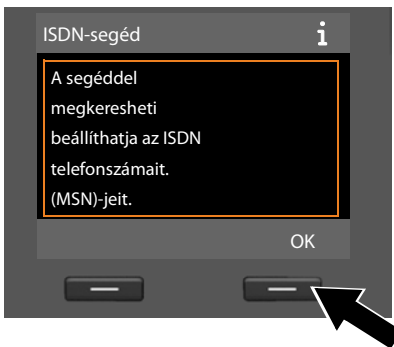 ISDN-segéd i
A segéddel
megkeresheti
beállíthatja az ISDN
telefonszámait.
(MSN)-jeit.
OK